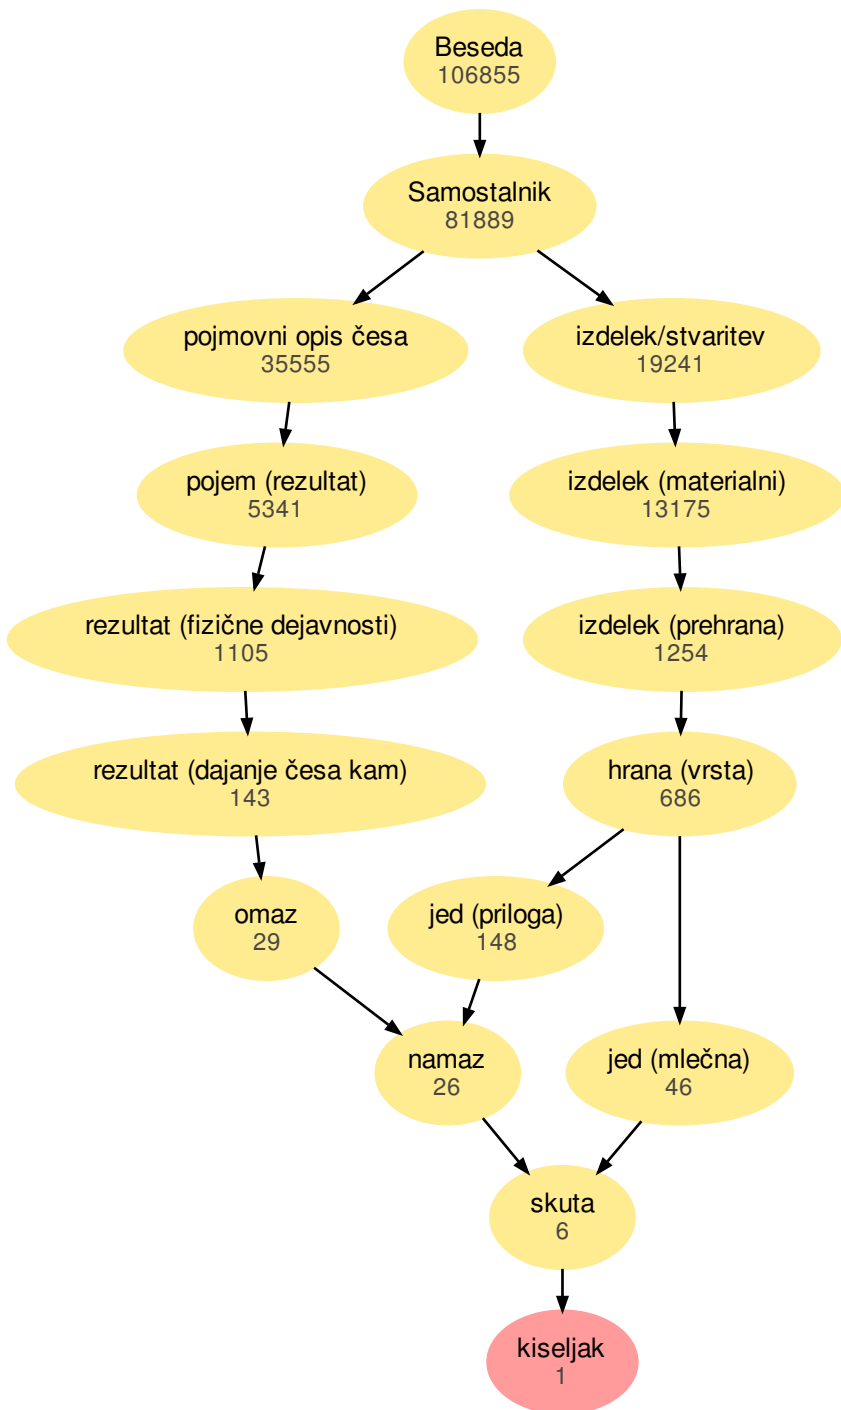 Beseda
106855
Samostalnik
81889
pojmovni opis česa
35555
izdelek/stvaritev
19241
pojem (rezultat)
5341
izdelek (materialni)
13175
rezultat (fizične dejavnosti)
1105
izdelek (prehrana)
1254
rezultat (dajanje česa kam)
143
hrana (vrsta)
686
omaz
29
jed (priloga)
148
namaz
26
jed (mlečna)
46
skuta
6
kiseljak
1